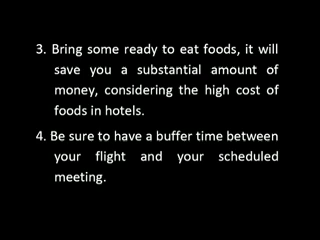 3. Bring some ready to eat foods, it will
save you a substantial amount of
money, considering the high cost of
foods in hotels.
4. Be sure to have a buffer time between
your flight and your scheduled
meeting.